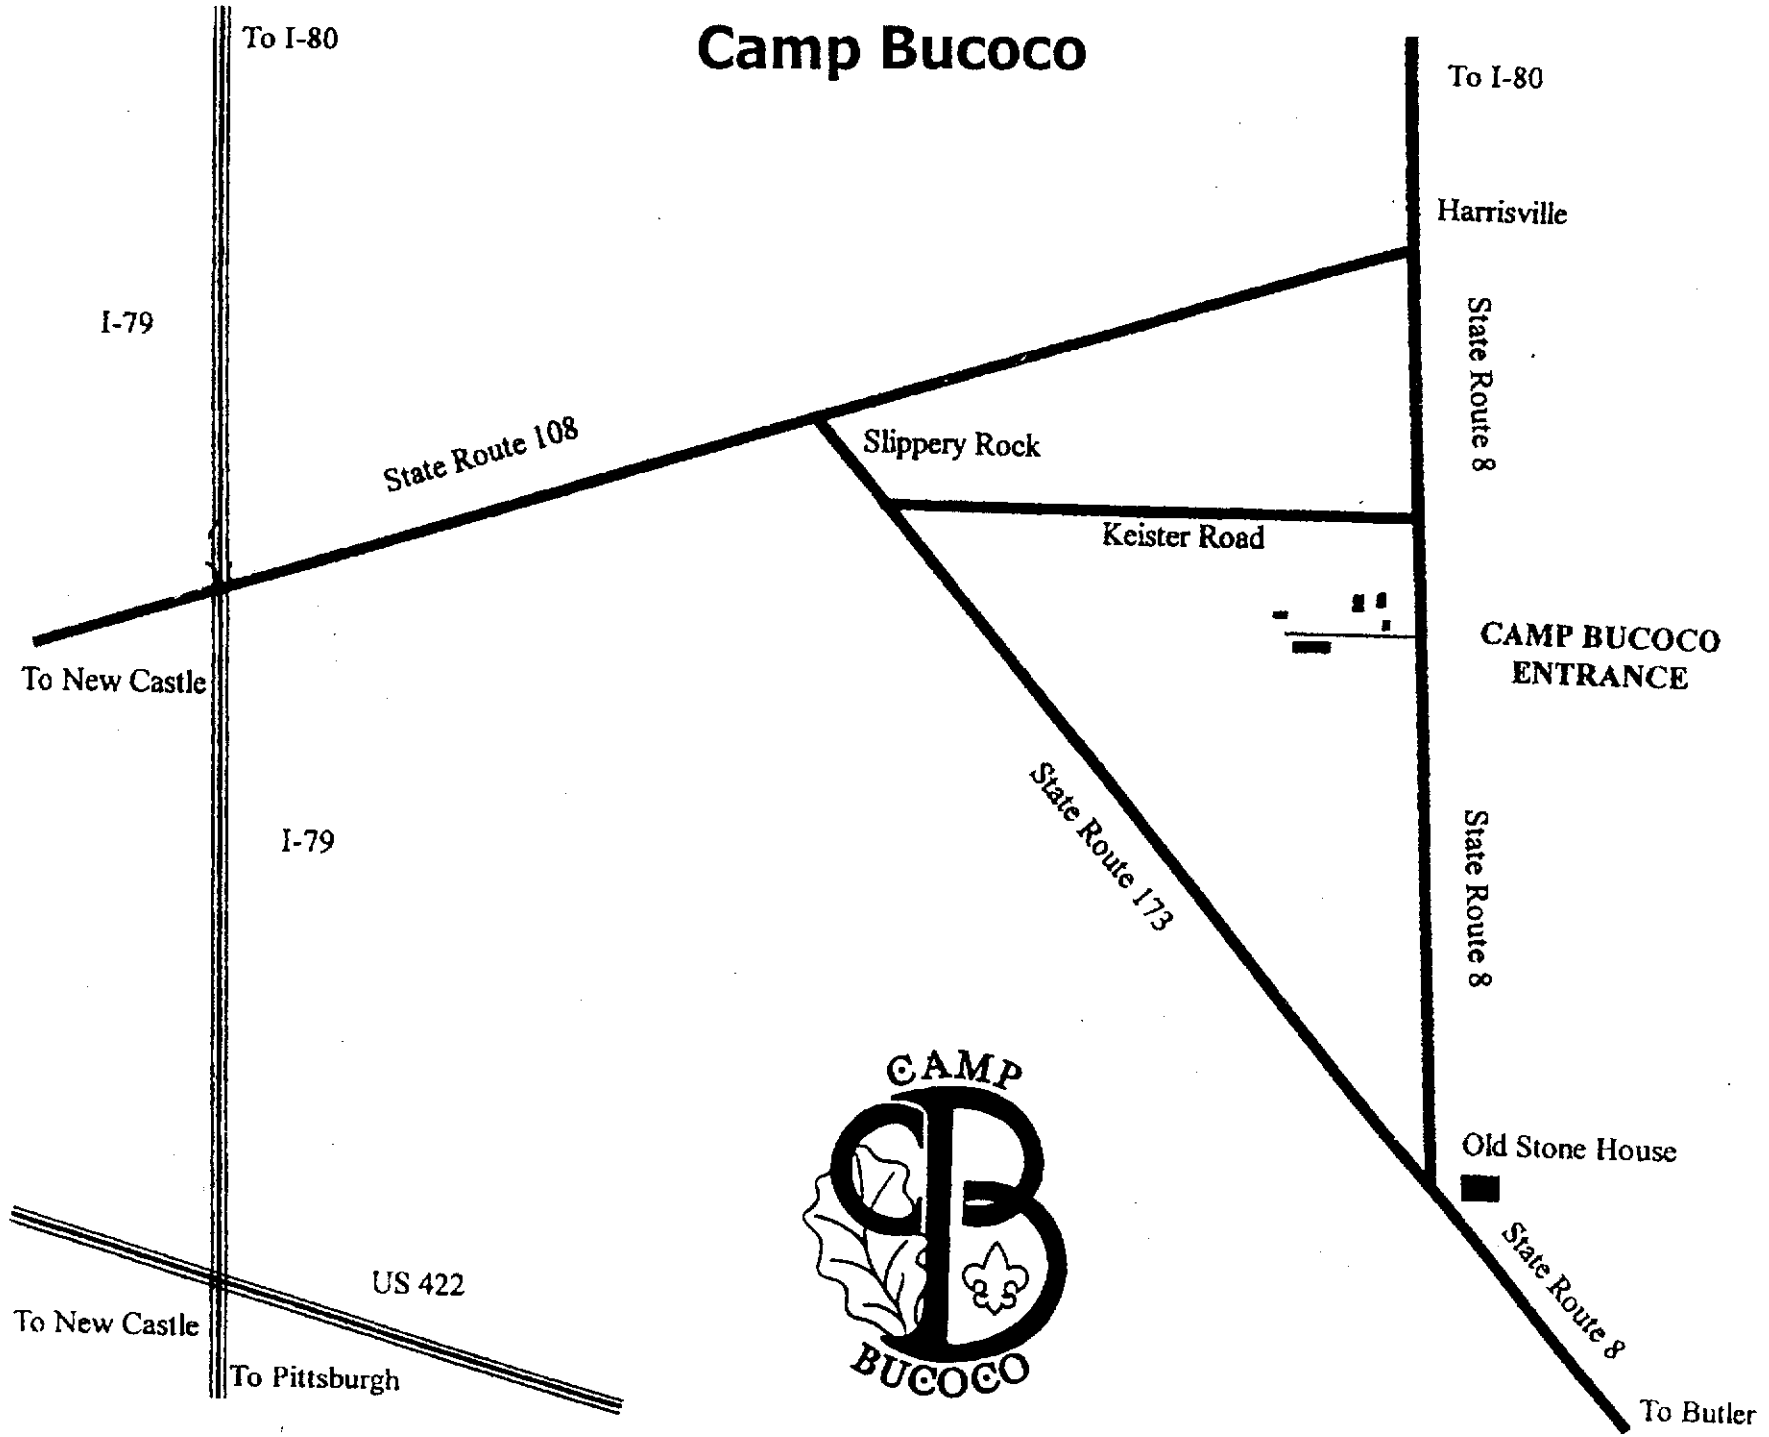 Camp Bucoco
To I-80
To I-80
Harrisville
I-79
State Route 8
State Route 108
Slippery Rock
Keister Road
CAMP BUCOCO
ENTRANCE
To New Castle
State Route 173
I-79
State Route 8
CAMP
BUCOCO
Old Stone House
State Route 8
US 422
To New Castle
To Pittsburgh
To Butler